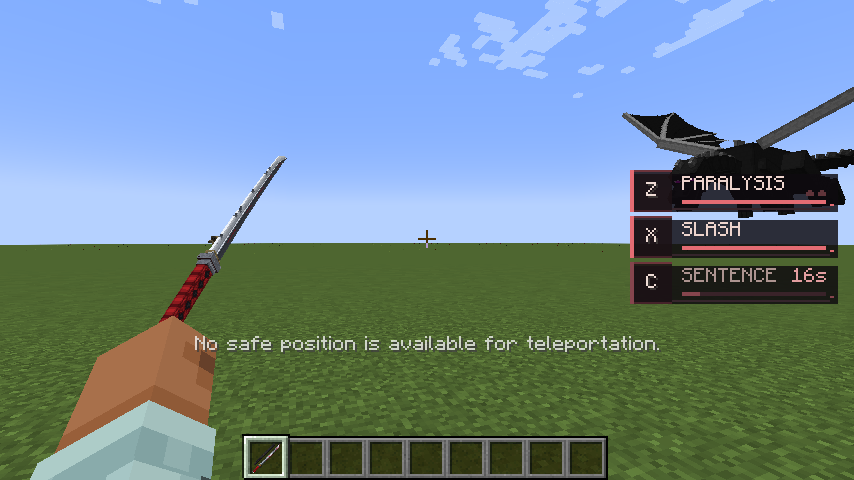 Z PARALYSIS
X SLASH
C SENTENCE 16s
No safe position is available for teleportation.